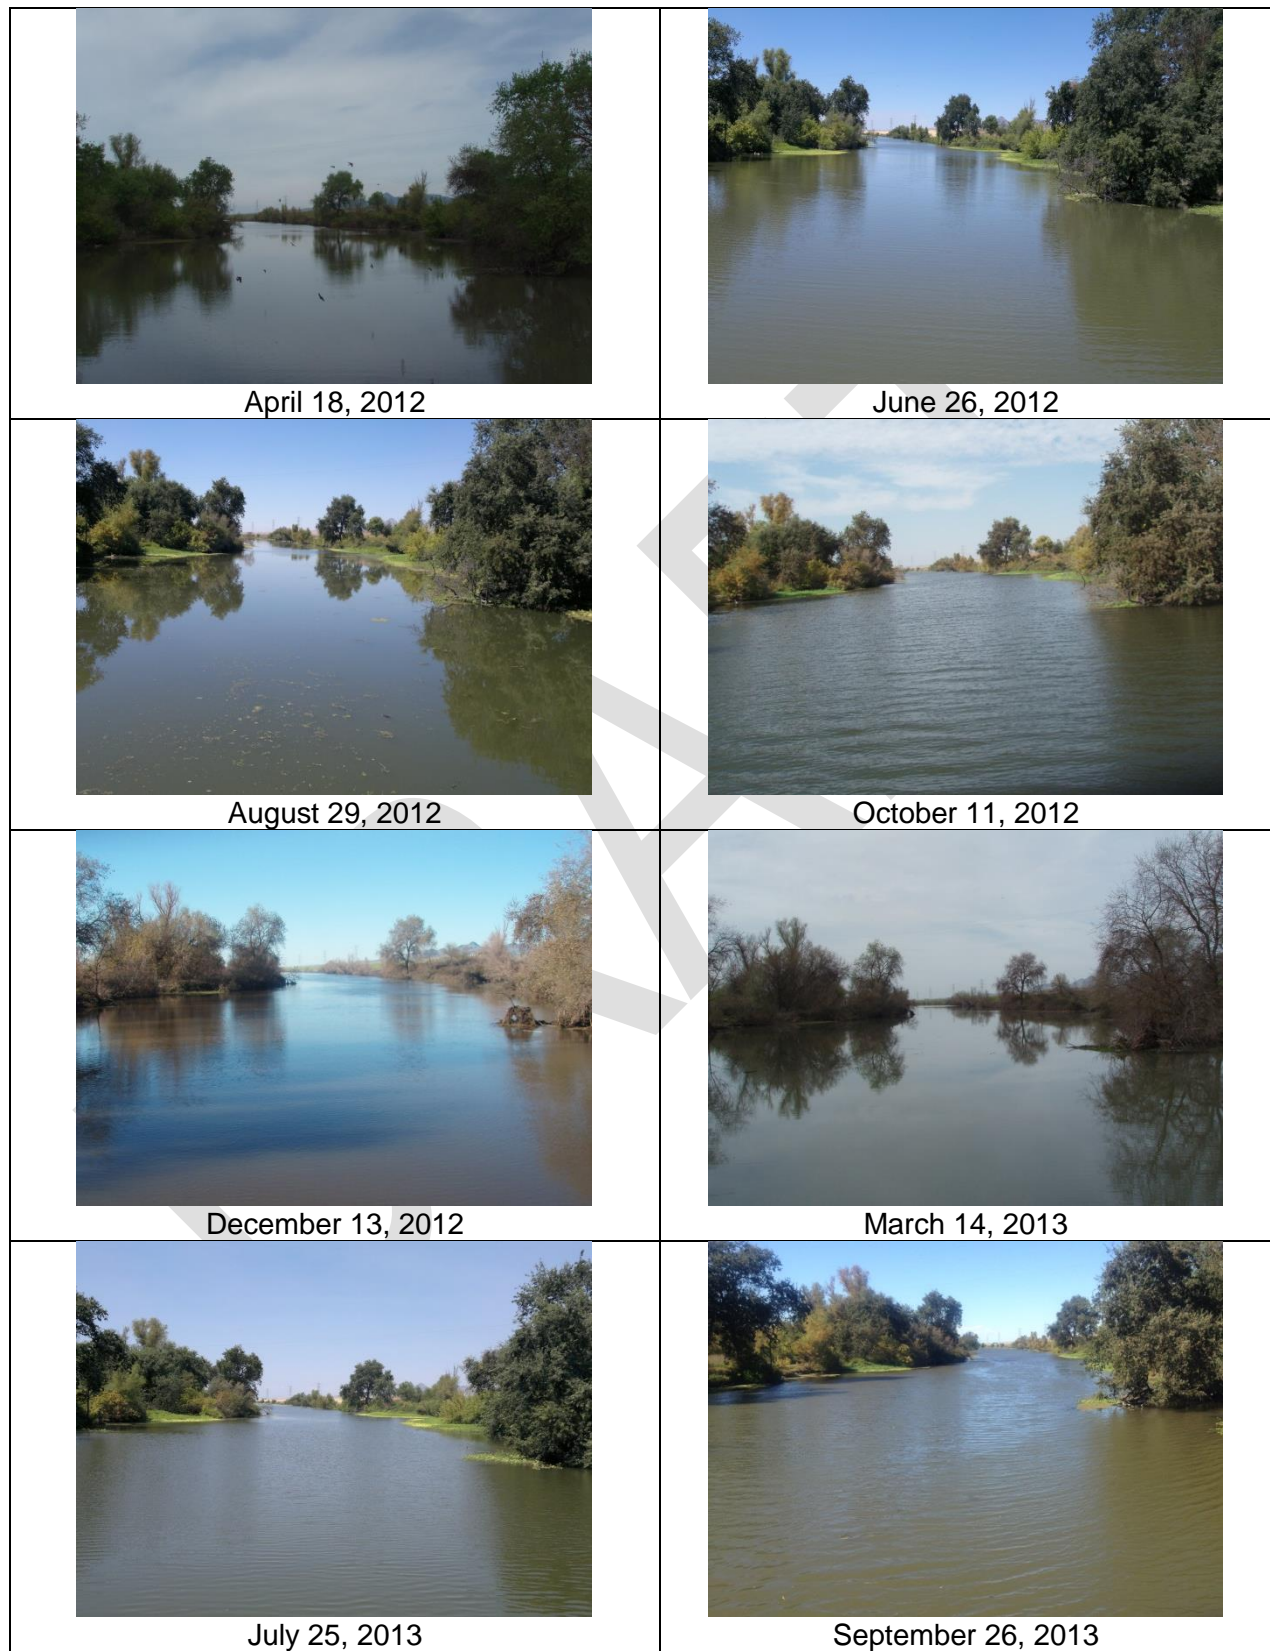 April 18, 2012
June 26, 2012
August 29, 2012
October 11, 2012
December 13, 2012
March 14, 2013
July 25, 2013
September 26, 2013
DRAFT